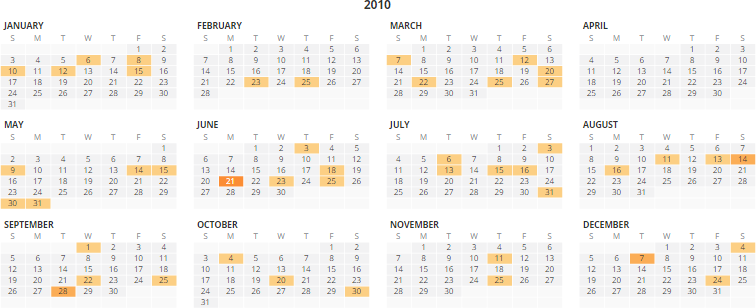 2010
JANUARY FEBRUARY MARCH APRIL
S M T W T F S S M T W T F S S M T W T F S S M T W T F S
1 2 1 2 3 4 5 6 1 2 3 4 5 6 1 2 3
3 4 5 6 7 8 9 7 8 9 10 11 12 13 7 8 9 10 11 12 13 4 5 6 7 8 9 10
10 11 12 13 14 15 16 14 15 16 17 18 19 20 14 15 16 17 18 19 20 11 12 13 14 15 16 17
17 18 19 20 21 22 23 21 22 23 24 25 26 27 21 22 23 24 25 26 27 18 19 20 21 22 23 24
24 25 26 27 28 29 30 28 28 29 30 31 25 26 27 28 29 30
31
MAY JUNE JULY AUGUST
S M T W T F S S M T W T F S S M T W T F S S M T W T F S
1 1 2 3 4 5 1 2 3 1 2 3 4 5 6 7
2 3 4 5 6 7 8 6 7 8 9 10 11 12 4 5 6 7 8 9 10 8 9 10 11 12 13 14
9 10 11 12 13 14 15 13 14 15 16 17 18 19 11 12 13 14 15 16 17 15 16 17 18 19 20 21
16 17 18 19 20 21 22 20 21 22 23 24 25 26 18 19 20 21 22 23 24 22 23 24 25 26 27 28
23 24 25 26 27 28 29 27 28 29 30 25 26 27 28 29 30 31 29 30 31
30 31
SEPTEMBER OCTOBER NOVEMBER DECEMBER
S M T W T F S S M T W T F S S M T W T F S S M T W T F S
1 2 3 4 1 2 1 2 3 4 5 6 1 2 3 4
5 6 7 8 9 10 11 3 4 5 6 7 8 9 7 8 9 10 11 12 13 5 6 7 8 9 10 11
12 13 14 15 16 17 18 10 11 12 13 14 15 16 14 15 16 17 18 19 20 12 13 14 15 16 17 18
19 20 21 22 23 24 25 17 18 19 20 21 22 23 21 22 23 24 25 26 27 19 20 21 22 23 24 25
26 27 28 29 30 24 25 26 27 28 29 30 28 29 30 26 27 28 29 30 31
31